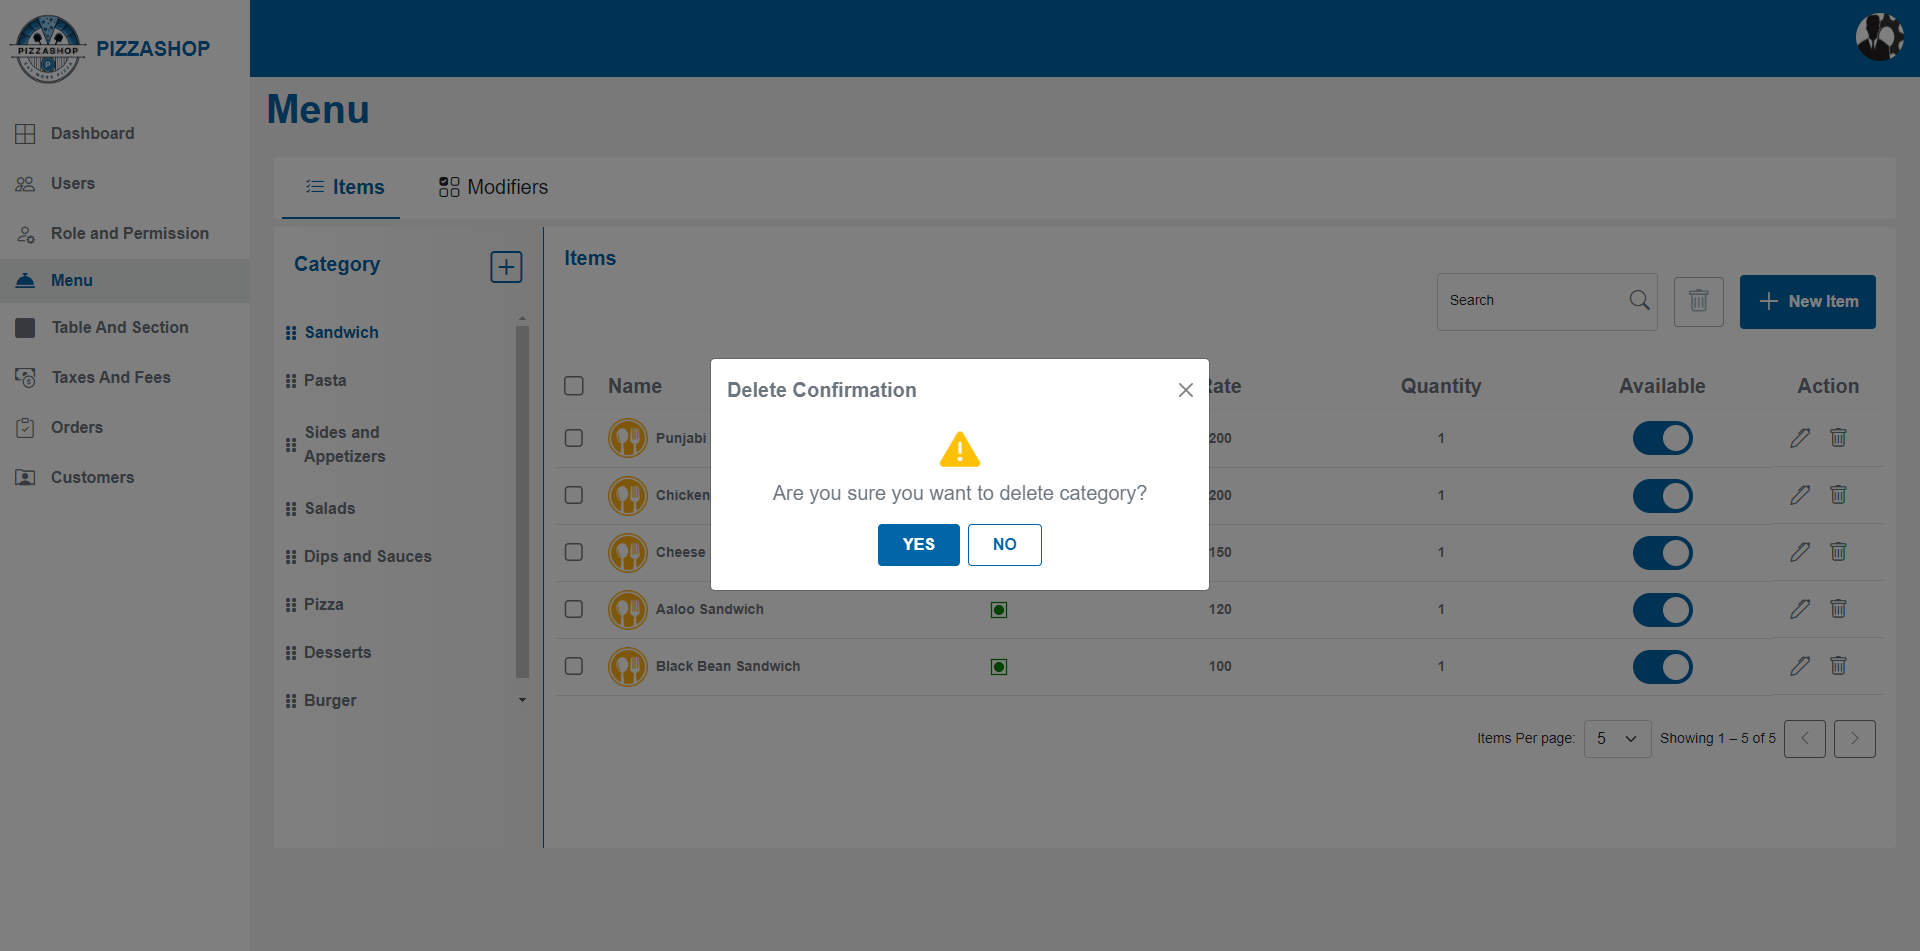 PIZZASHOP
EAT MORE PIZZA
PIZZASHOP
Dashboard
Users
Role and Permission
Menu
Table And Section
Taxes And Fees
Orders
Customers
Menu
Items
Modifiers
Category
Sandwich
Pasta
Sides and
Appetizers
Salads
Dips and Sauces
Pizza
Desserts
Burger
Items
Search
New Item
Name Quantity Available Action
Punjabi 200 1
Chicken 200 1
Cheese 150 1
Aaloo Sandwich 120 1
Black Bean Sandwich 100 1
Items Per page: 5 Showing 1 – 5 of 5
Delete Confirmation
Are you sure you want to delete category?
YES NO